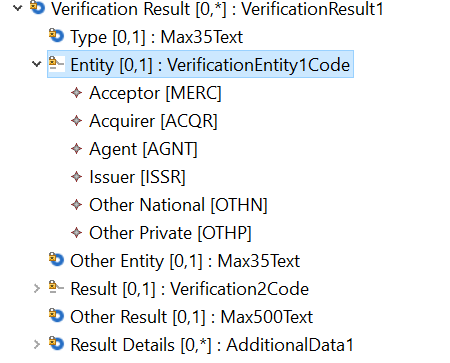 Verification Result [0,*] : VerificationResult1
Type [0,1] : Max35Text
Entity [0,1] : VerificationEntity1Code
Acceptor [MERC]
Acquirer [ACQR]
Agent [AGNT]
Issuer [ISSR]
Other National [OTHN]
Other Private [OTHP]
Other Entity [0,1] : Max35Text
Result [0,1] : Verification2Code
Other Result [0,1] : Max500Text
Result Details [0,*] : AdditionalData1